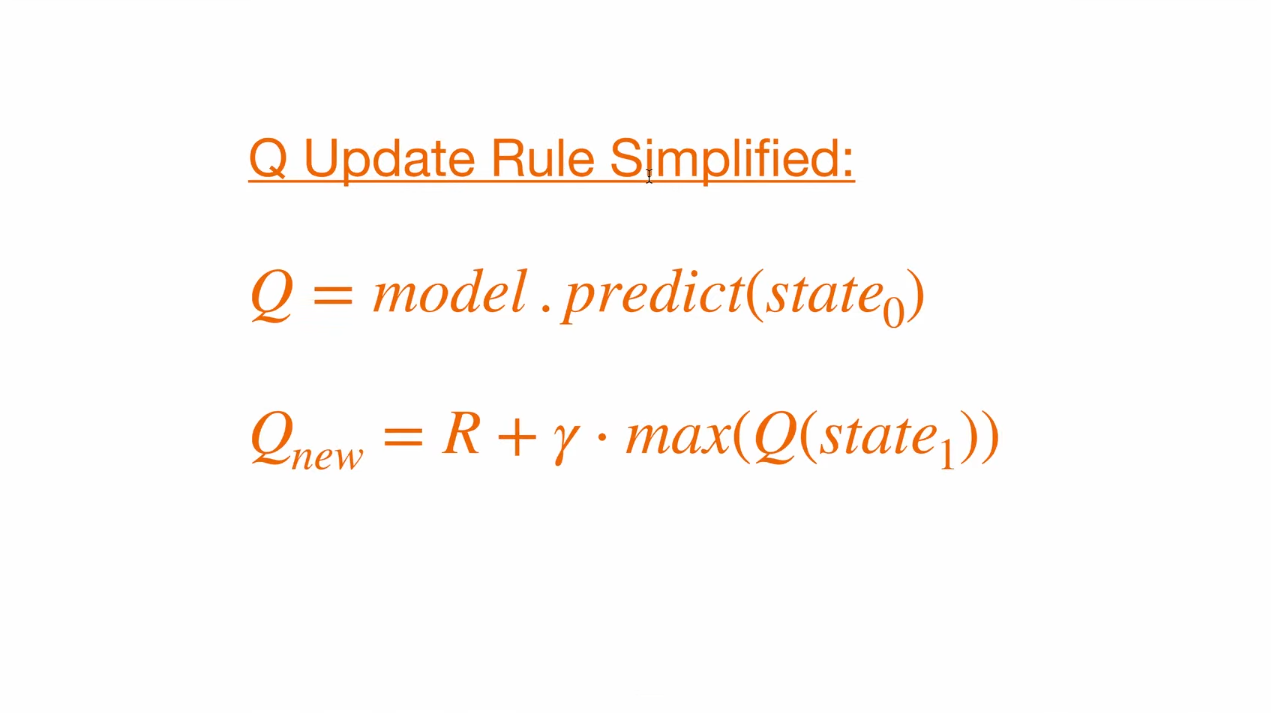 Q Update Rule Simplified:
Q = model . predict(state₀)
Qₙₑw = R + γ · max(Q(state₁))